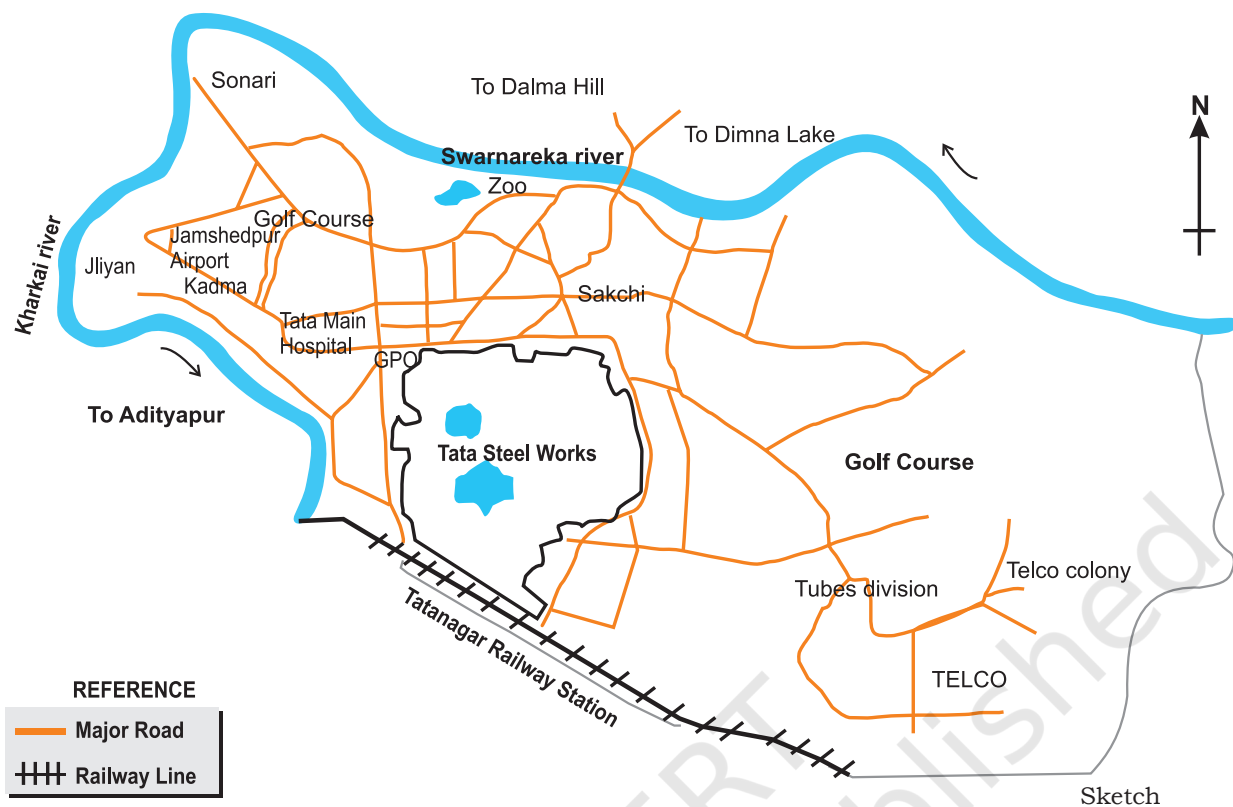 Sonari
To Dalma Hill
To Dimna Lake
N
Swarnareka river
Zoo
Golf Course
Jamshedpur
Airport
Kadma
Jliyan
Kharkai river
Sakchi
Tata Main
Hospital
GPO
To Adityapur
Tata Steel Works
Golf Course
Tubes division
Telco colony
TELCO
Tatanagar Railway Station
REFERENCE
Major Road
Railway Line
Sketch